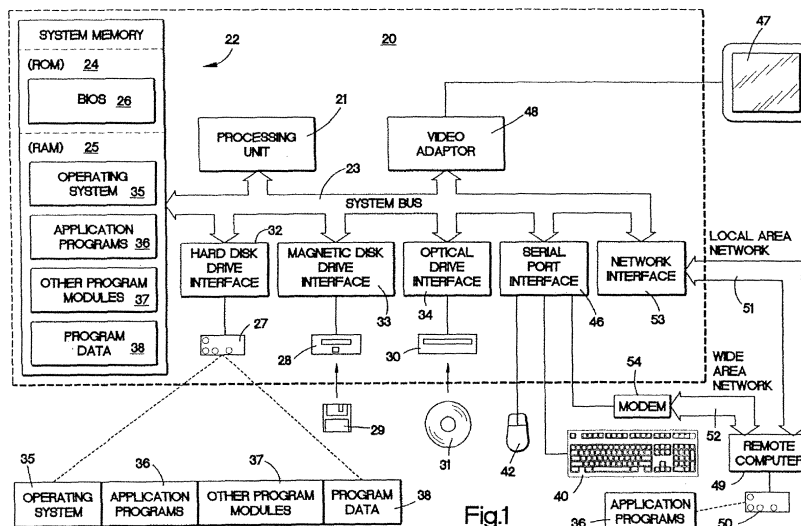 SYSTEM MEMORY
(ROM) 24
BIOS 26
(RAM) 25
OPERATING
SYSTEM 35
APPLICATION
PROGRAMS 36
OTHER PROGRAM
MODULES 37
PROGRAM
DATA 38
22
20
47
21
PROCESSING
UNIT
48
VIDEO
ADAPTOR
23
SYSTEM BUS
32
HARD DISK
DRIVE
INTERFACE
MAGNETIC DISK
DRIVE
INTERFACE
33
OPTICAL
DRIVE
INTERFACE
34
SERIAL
PORT
INTERFACE
46
NETWORK
INTERFACE
53
LOCAL AREA
NETWORK
51
27
28
30
29
31
42
40
54
MODEM
WIDE
AREA
NETWORK
52
REMOTE
COMPUTER
49
50
35
OPERATING
SYSTEM
36
APPLICATION
PROGRAMS
37
OTHER PROGRAM
MODULES
PROGRAM
DATA
38
Fig.1
APPLICATION
PROGRAMS
36